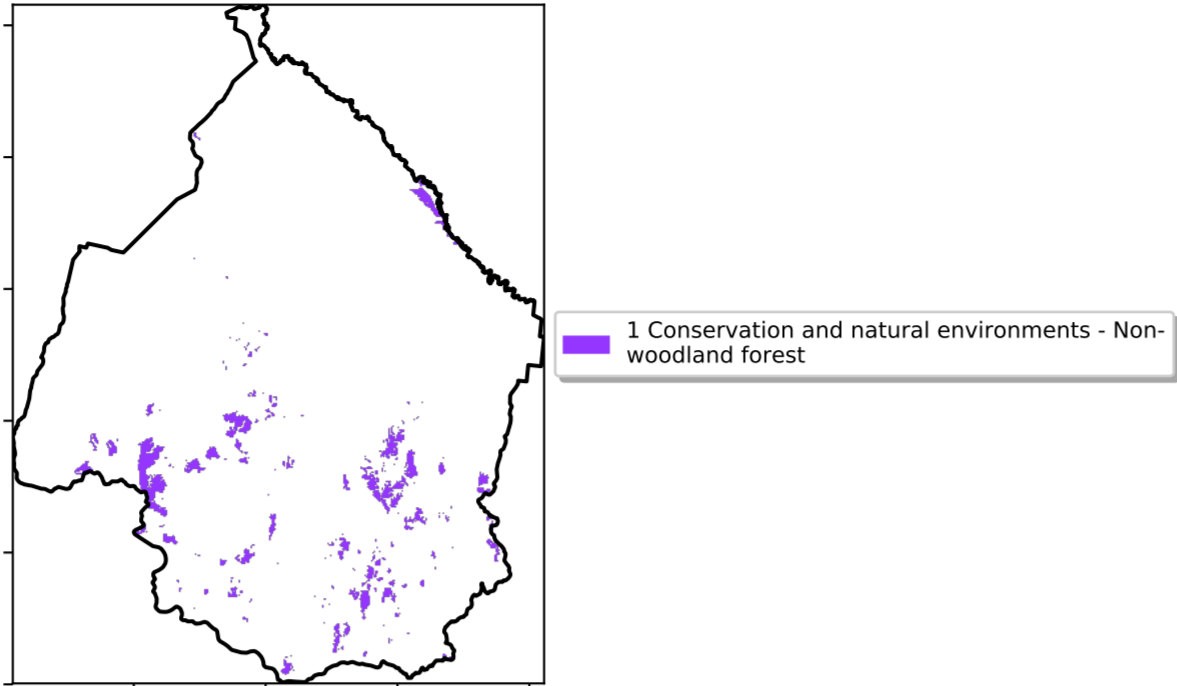 1 Conservation and natural environments - Non-
woodland forest